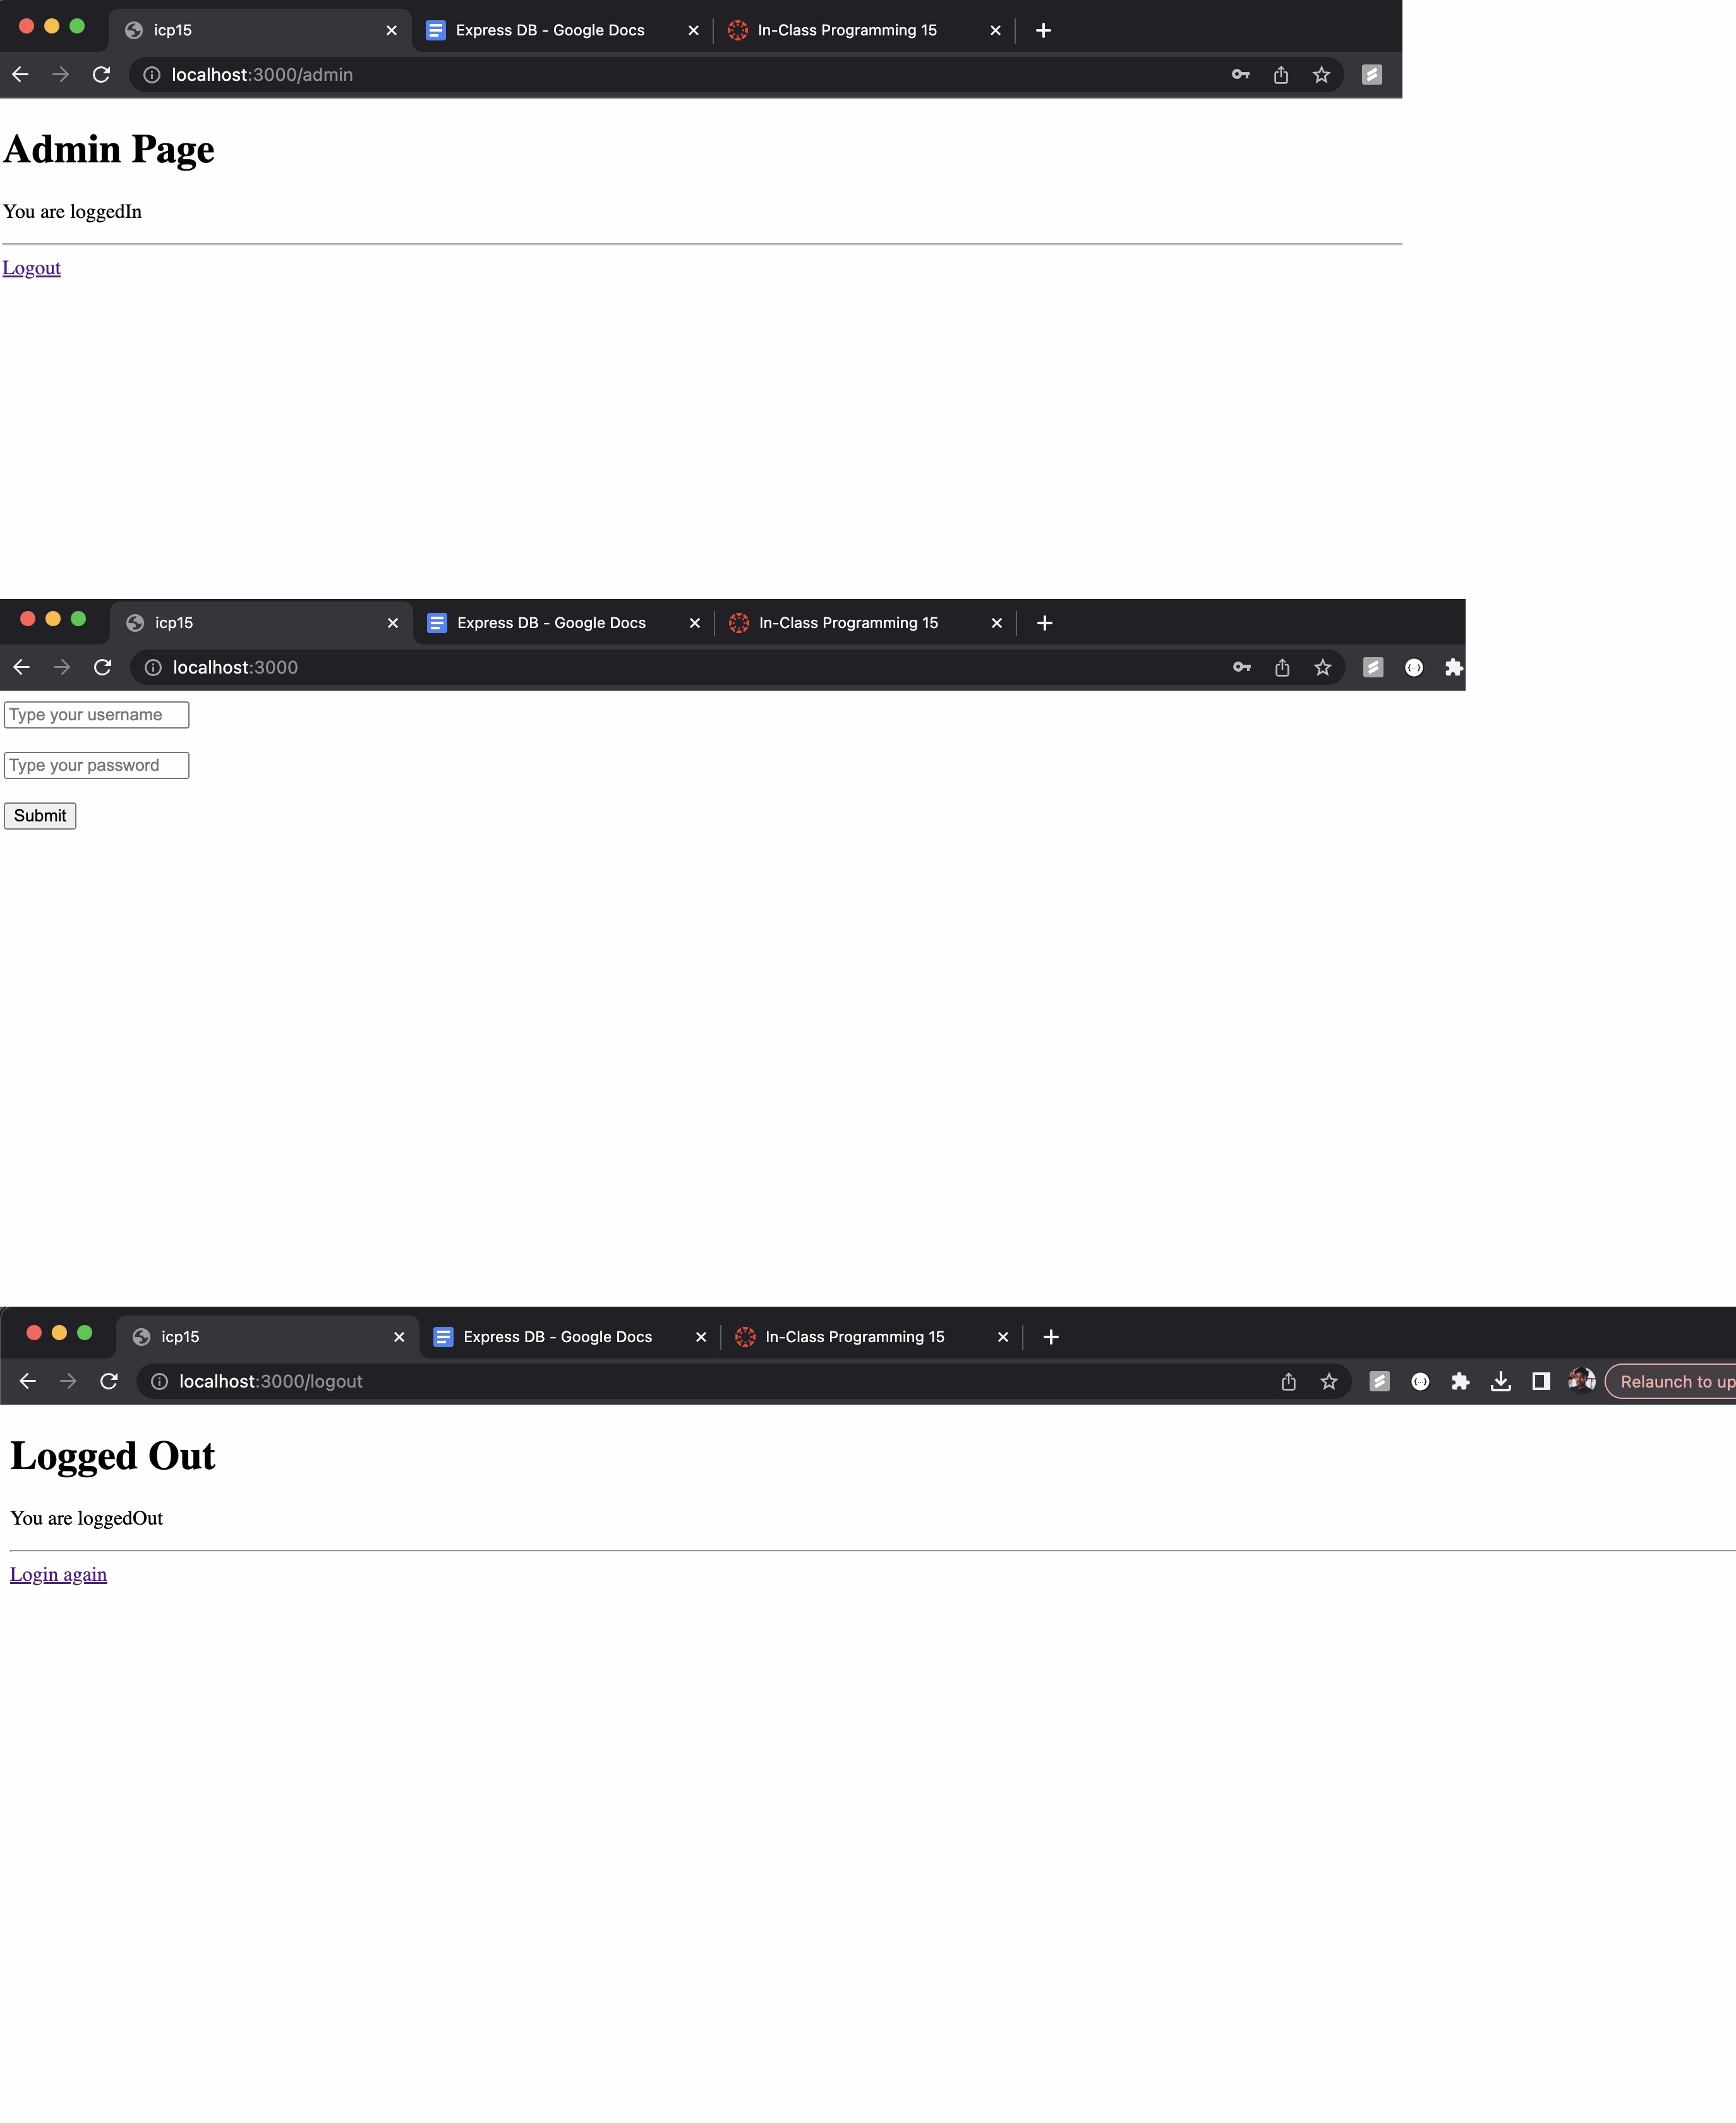 icp15 Express DB - Google Docs In-Class Programming 15
localhost:3000/admin
Admin Page
You are loggedIn
Logout
icp15 Express DB - Google Docs In-Class Programming 15
localhost:3000
Type your username
Type your password
Submit
icp15 Express DB - Google Docs In-Class Programming 15
localhost:3000/logout Relaunch to up
Logged Out
You are loggedOut
Login again